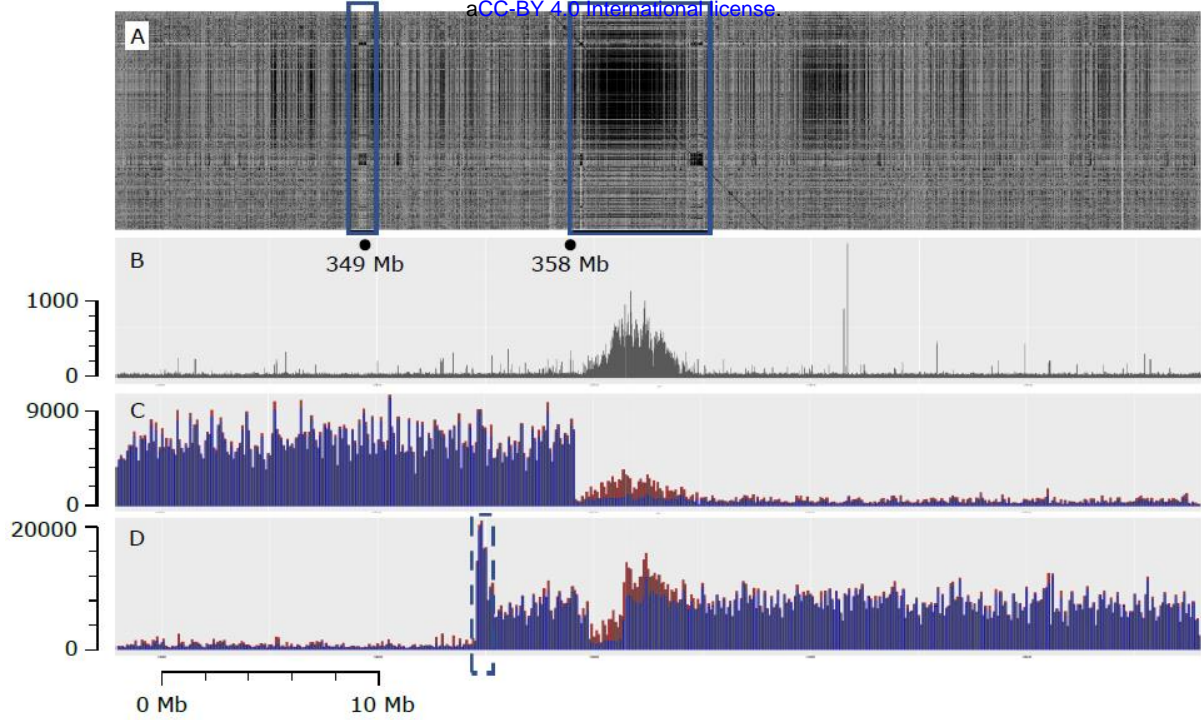 aCC-BY 4.0 International license.
A
B
349 Mb
358 Mb
1000
0
C
9000
0
D
20000
0
0 Mb
10 Mb